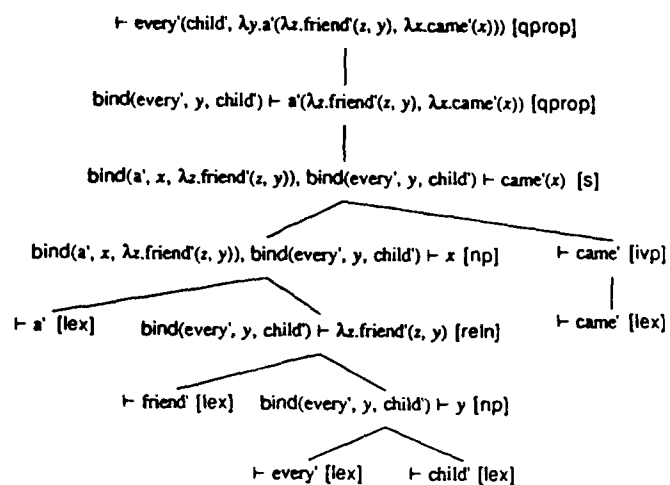 ⊢ every'(child', λy.a'(λz.friend'(z, y), λx.came'(x))) [qprop]
bind(every', y, child') ⊢ a'(λz.friend'(z, y), λx.came'(x)) [qprop]
bind(a', x, λz.friend'(z, y)), bind(every', y, child') ⊢ came'(x) [s]
bind(a', x, λz.friend'(z, y)), bind(every', y, child') ⊢ x [np] ⊢ came' [ivp]
⊢ a' [lex] bind(every', y, child') ⊢ λz.friend'(z, y) [reln] ⊢ came' [lex]
⊢ friend' [lex] bind(every', y, child') ⊢ y [np]
⊢ every' [lex] ⊢ child' [lex]